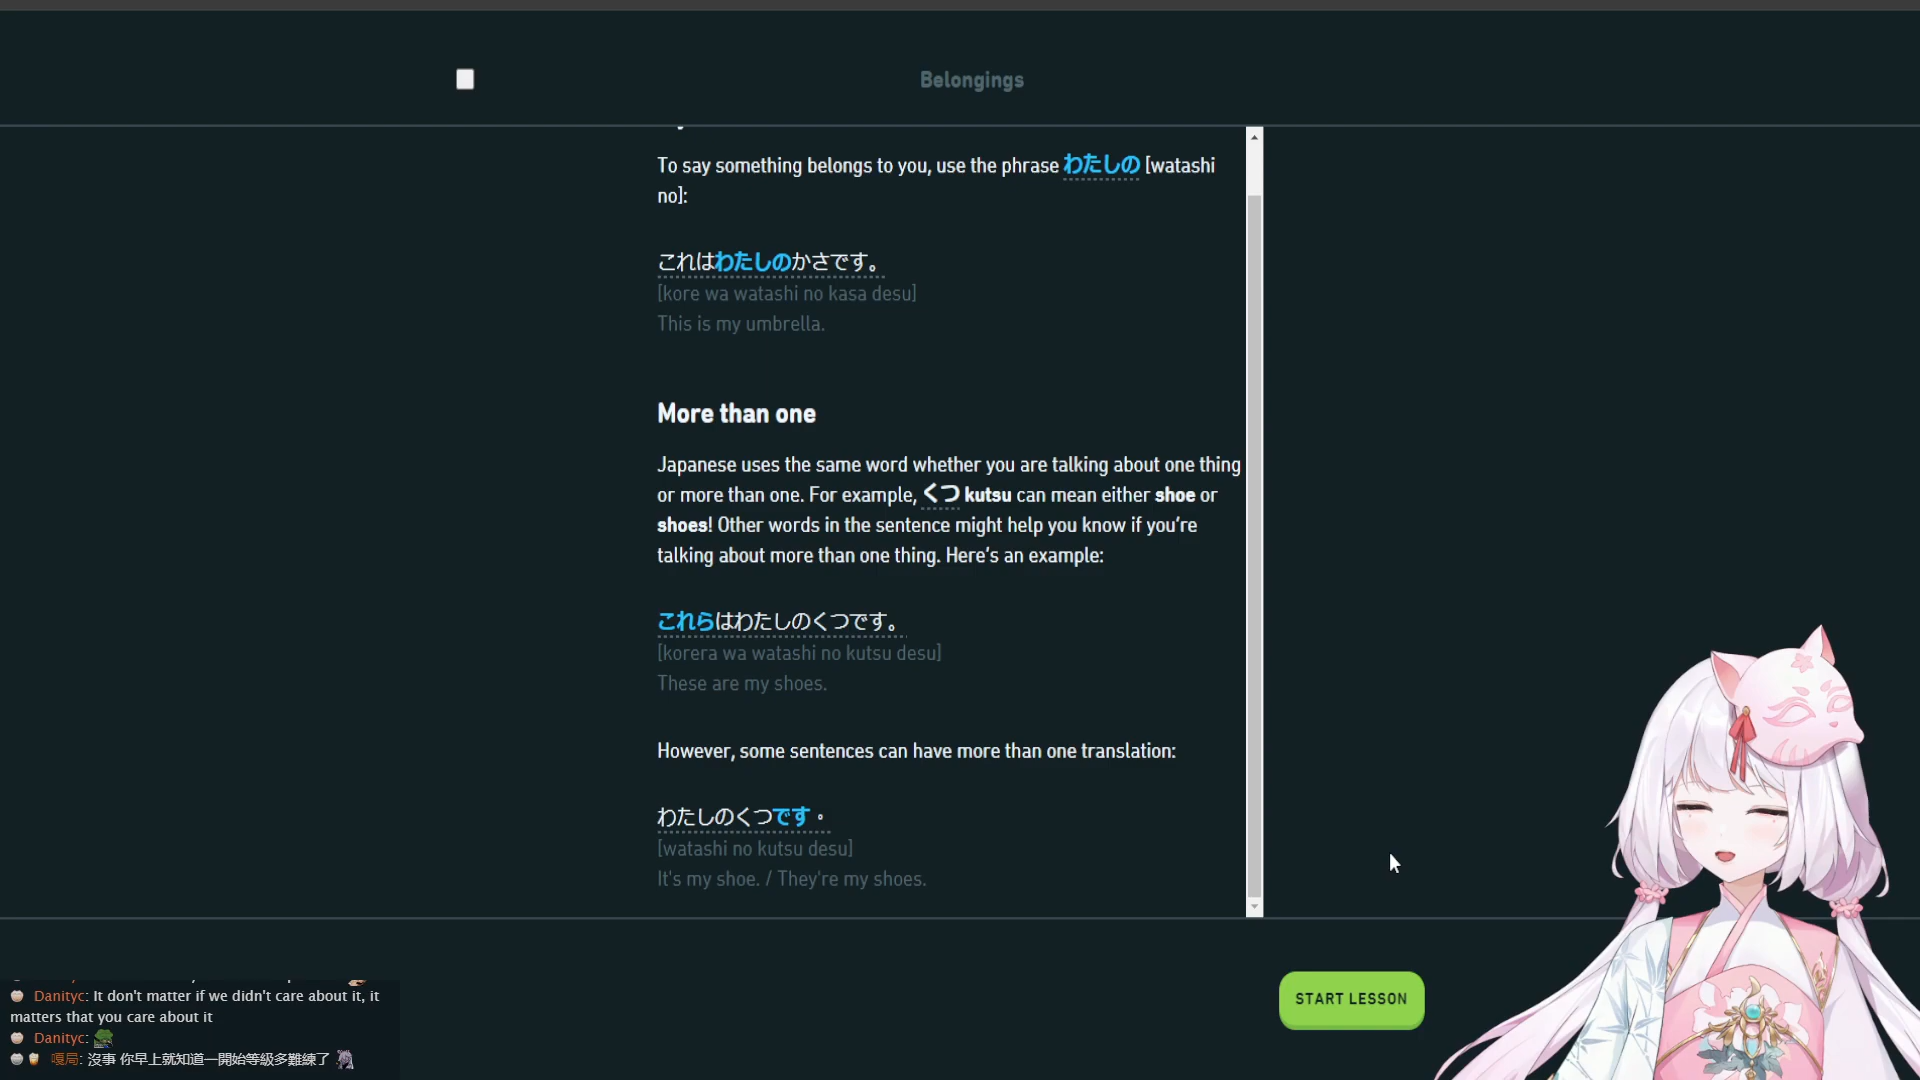 Belongings
To say something belongs to you, use the phrase わたしの [watashi
no]:
これはわたしのかさです。
[kore wa watashi no kasa desu]
This is my umbrella.
More than one
Japanese uses the same word whether you are talking about one thing
or more than one. For example, くつ kutsu can mean either shoe or
shoes! Other words in the sentence might help you know if you're
talking about more than one thing. Here's an example:
これらはわたしのくつです。
[korera wa watashi no kutsu desu]
These are my shoes.
However, some sentences can have more than one translation:
わたしのくつです。
[watashi no kutsu desu]
It's my shoe. / They're my shoes.
START LESSON
Danityc: It don't matter if we didn't care about it, it
matters that you care about it
Danityc:
嘎局: 沒事 你早上就知道一開始等級多難練了